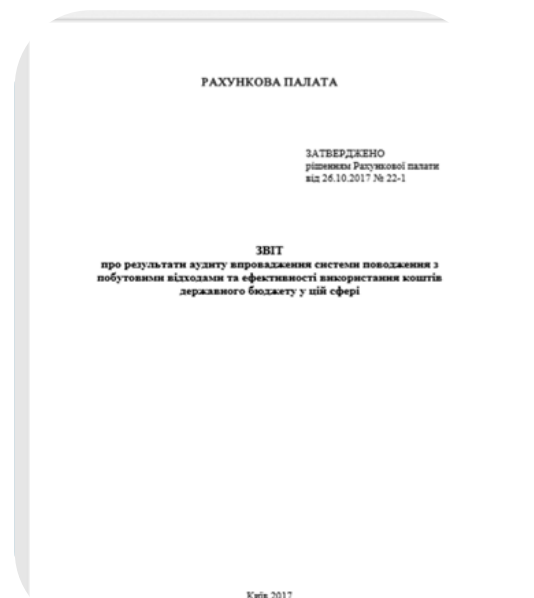 РАХУНКОВА ПАЛАТА
ЗАТВЕРДЖЕНО
рішенням Рахункової палати
від 26.10.2017 № 22-1
ЗВІТ
про результати аудиту впровадження системи поводження з
побутовими відходами та ефективності використання коштів
державного бюджету у цій сфері
Київ 2017